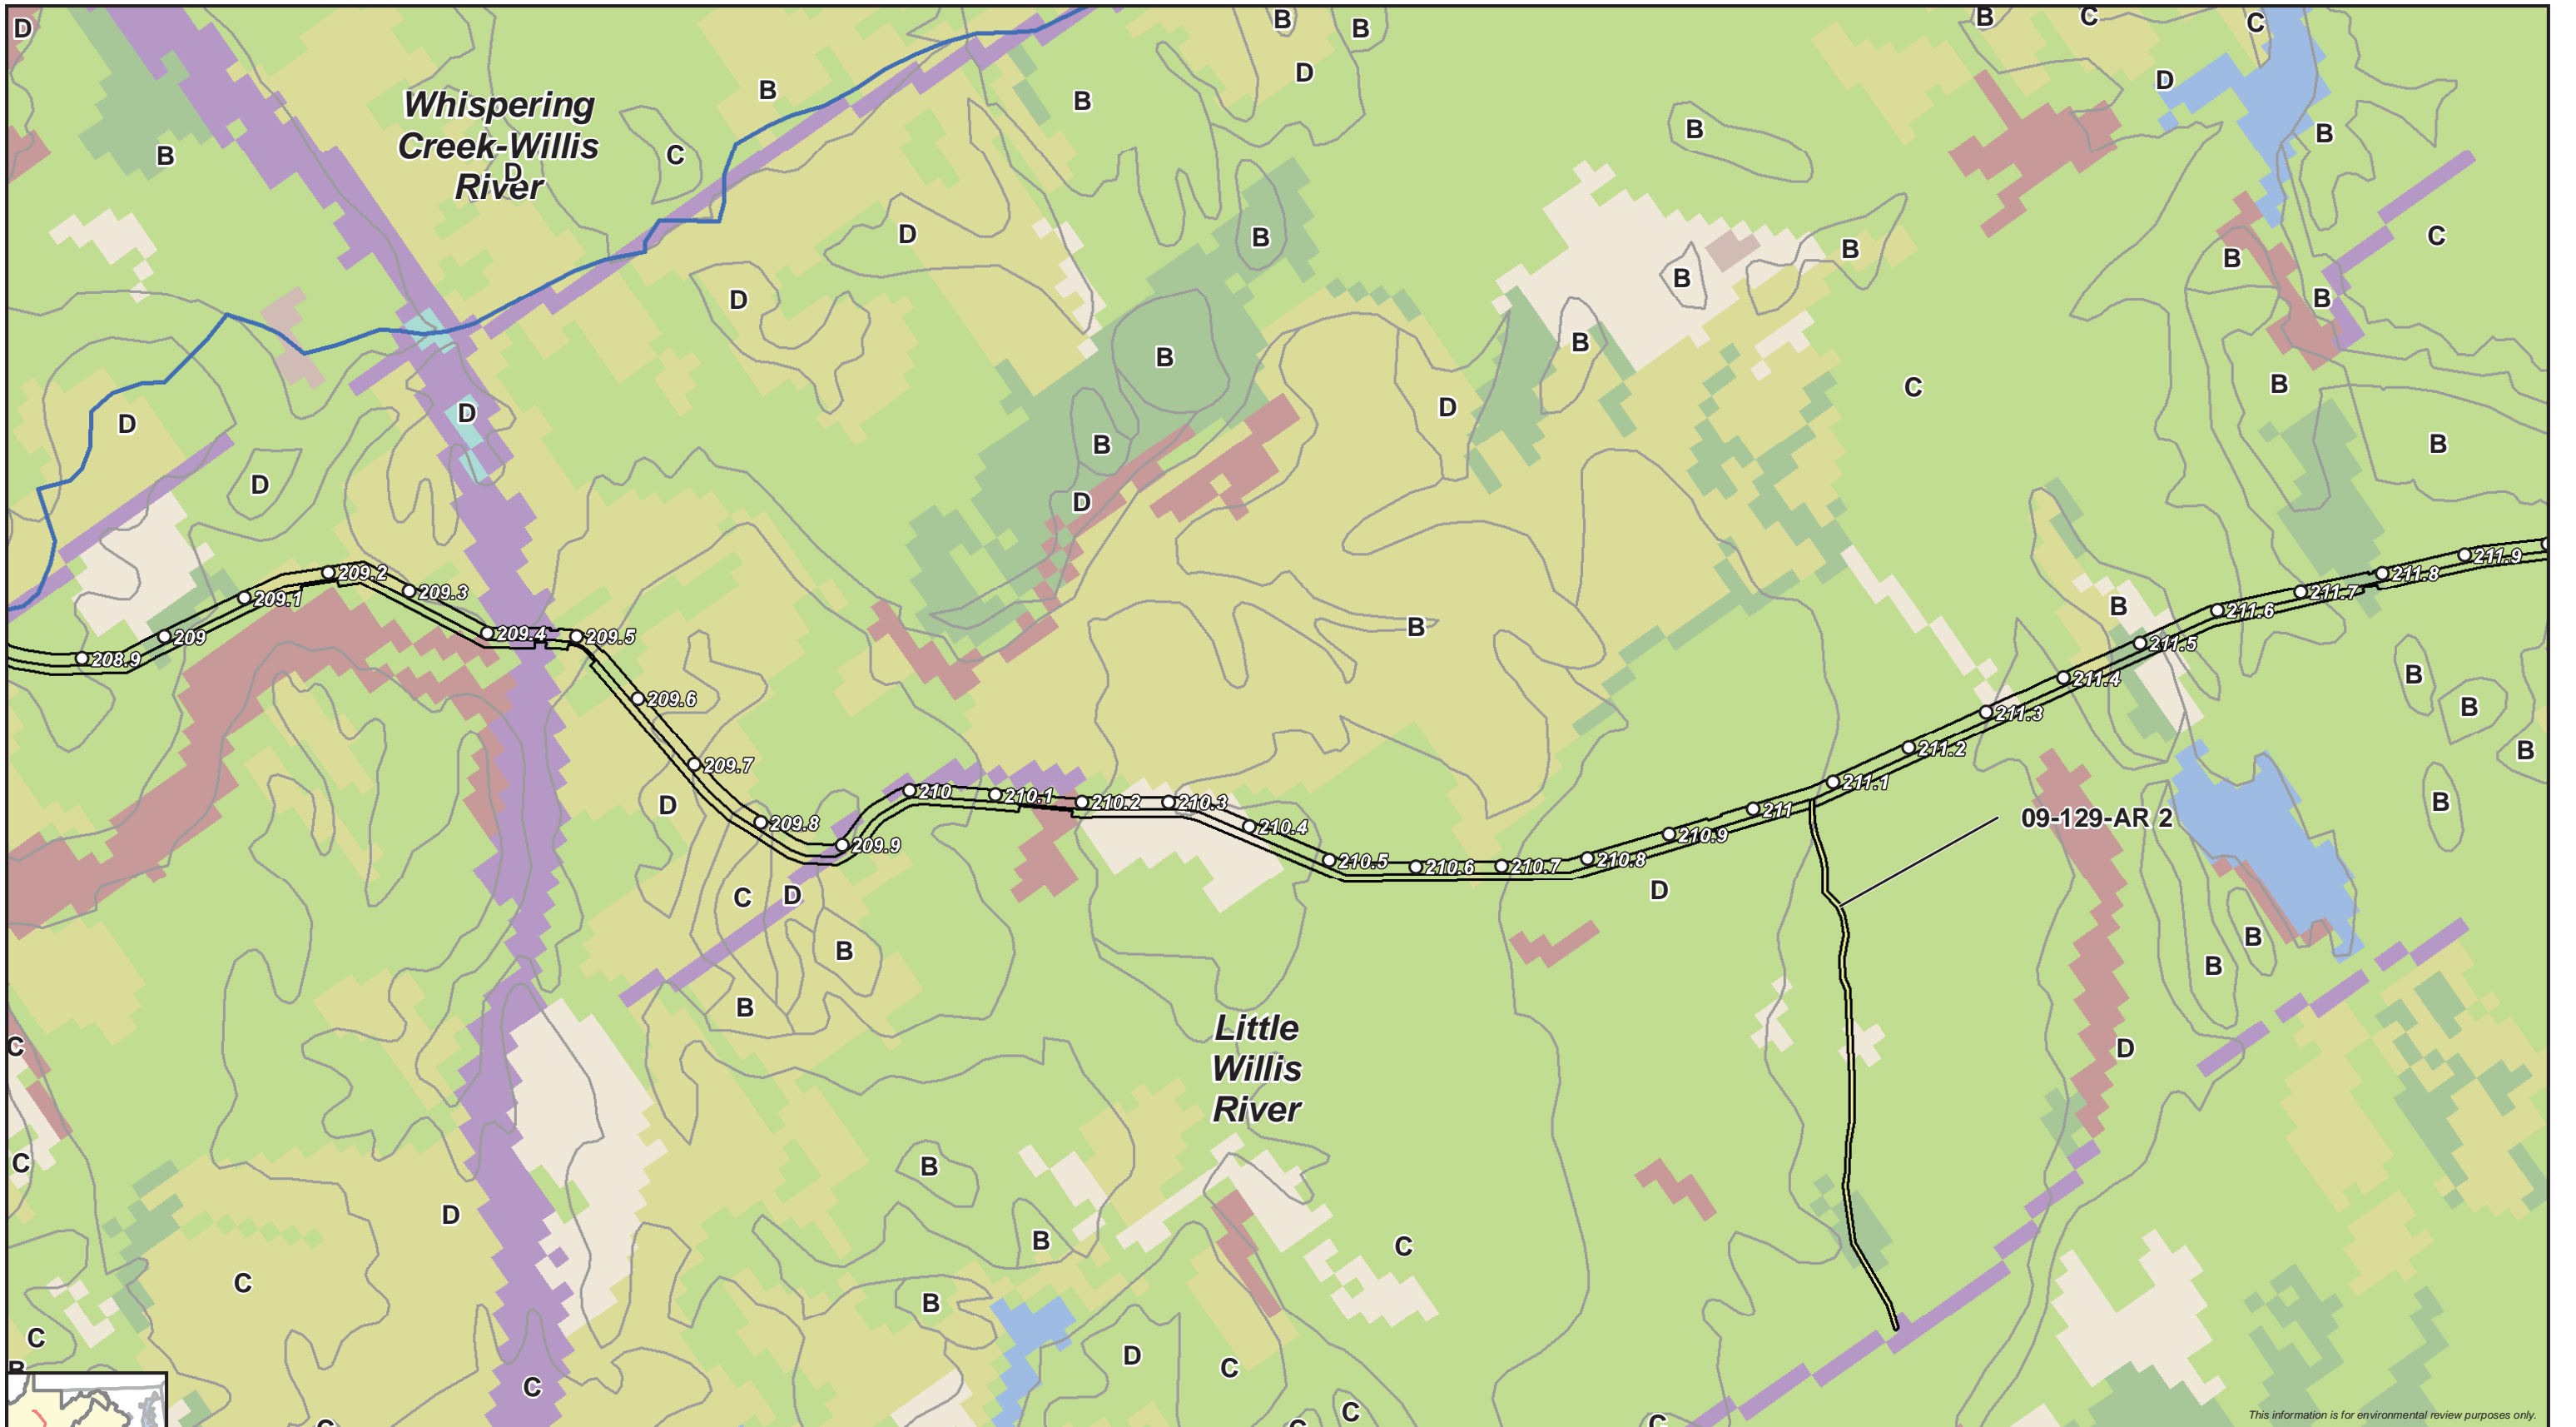 D
B
B
B
C
C
B
D
D
B
B
B
Whispering
Creek-Willis
River
D
B
C
B
B
D
B
C
B
B
B
D
B
B
B
C
B
D
D
B
D
B
B
D
D
B
B
209.2
209.1
209.3
209
209.4
209.5
208.9
B
B
211.9
211.8
211.7
211.6
211.5
211.4
211.3
211.2
211.1
209.6
209.7
D
209.8
209.9
210
210.1
210.2
210.3
210.4
210.5
210.6
210.7
210.8
210.9
211
B
B
B
B
09-129-AR 2
D
C
D
B
B
B
B
Little
Willis
River
C
D
C
B
D
B
C
C
B
C
B
D
C
C
C
C
C
C
This information is for environmental review purposes only.